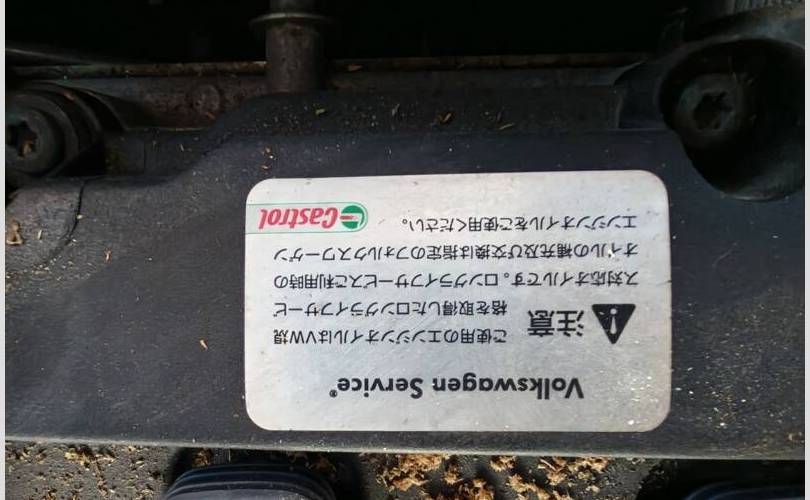 Volkswagen Service®
注意
ご使用のエンジンオイルはVW規
格を取得したロングライフサービ
ス対応オイルです。ロングライフサービスご利用時の
オイルの補充及び交換は指定のフォルクスワーゲン
エンジンオイルをご使用ください。
Castrol